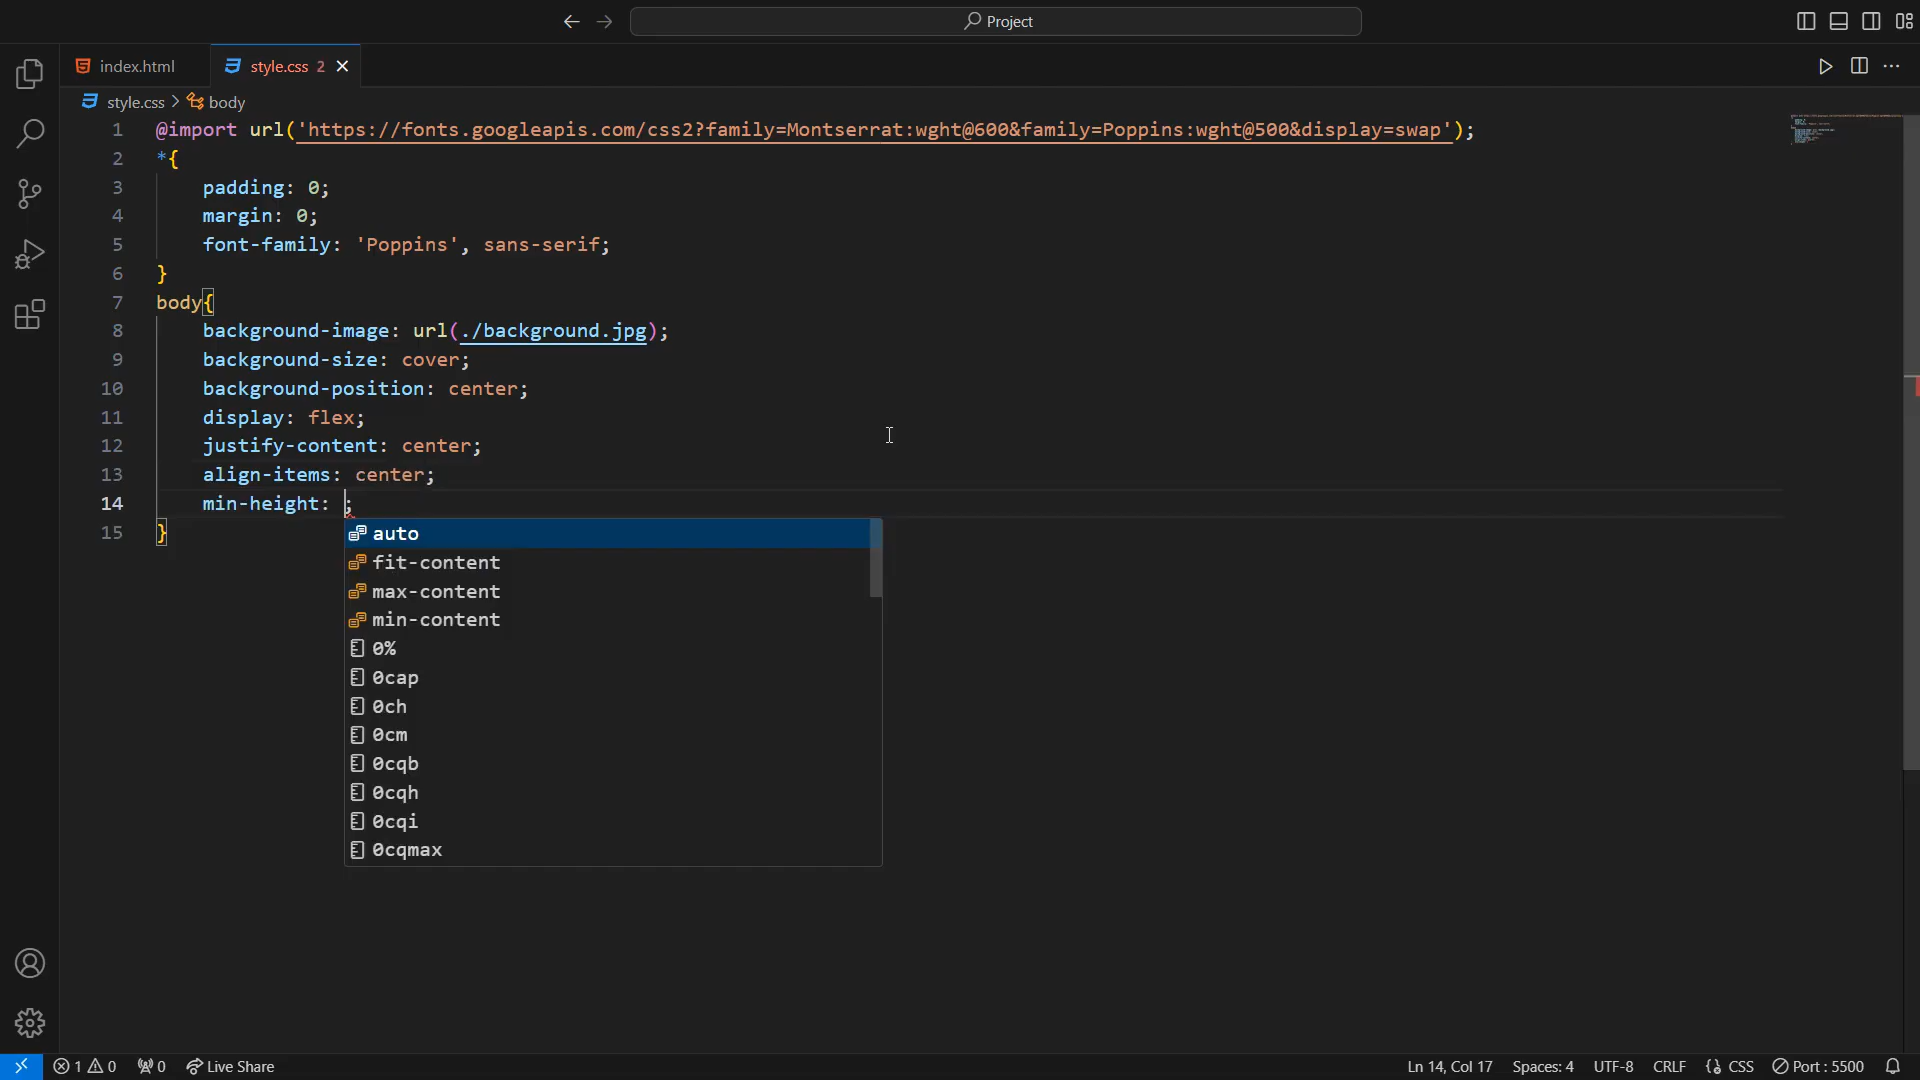 Project
index.html
style.css 2
style.css > body
1 @import url('https://fonts.googleapis.com/css2?family=Montserrat:wght@600&family=Poppins:wght@500&display=swap');
2 *{
3 padding: 0;
4 margin: 0;
5 font-family: 'Poppins', sans-serif;
6 }
7 body{
8 background-image: url(./background.jpg);
9 background-size: cover;
10 background-position: center;
11 display: flex;
12 justify-content: center;
13 align-items: center;
14 min-height: ;
15 }
auto
fit-content
max-content
min-content
0%
0cap
0ch
0cm
0cqb
0cqh
0cqi
0cqmax
1 0 0 Live Share Ln 14, Col 17 Spaces: 4 UTF-8 CRLF CSS Port : 5500